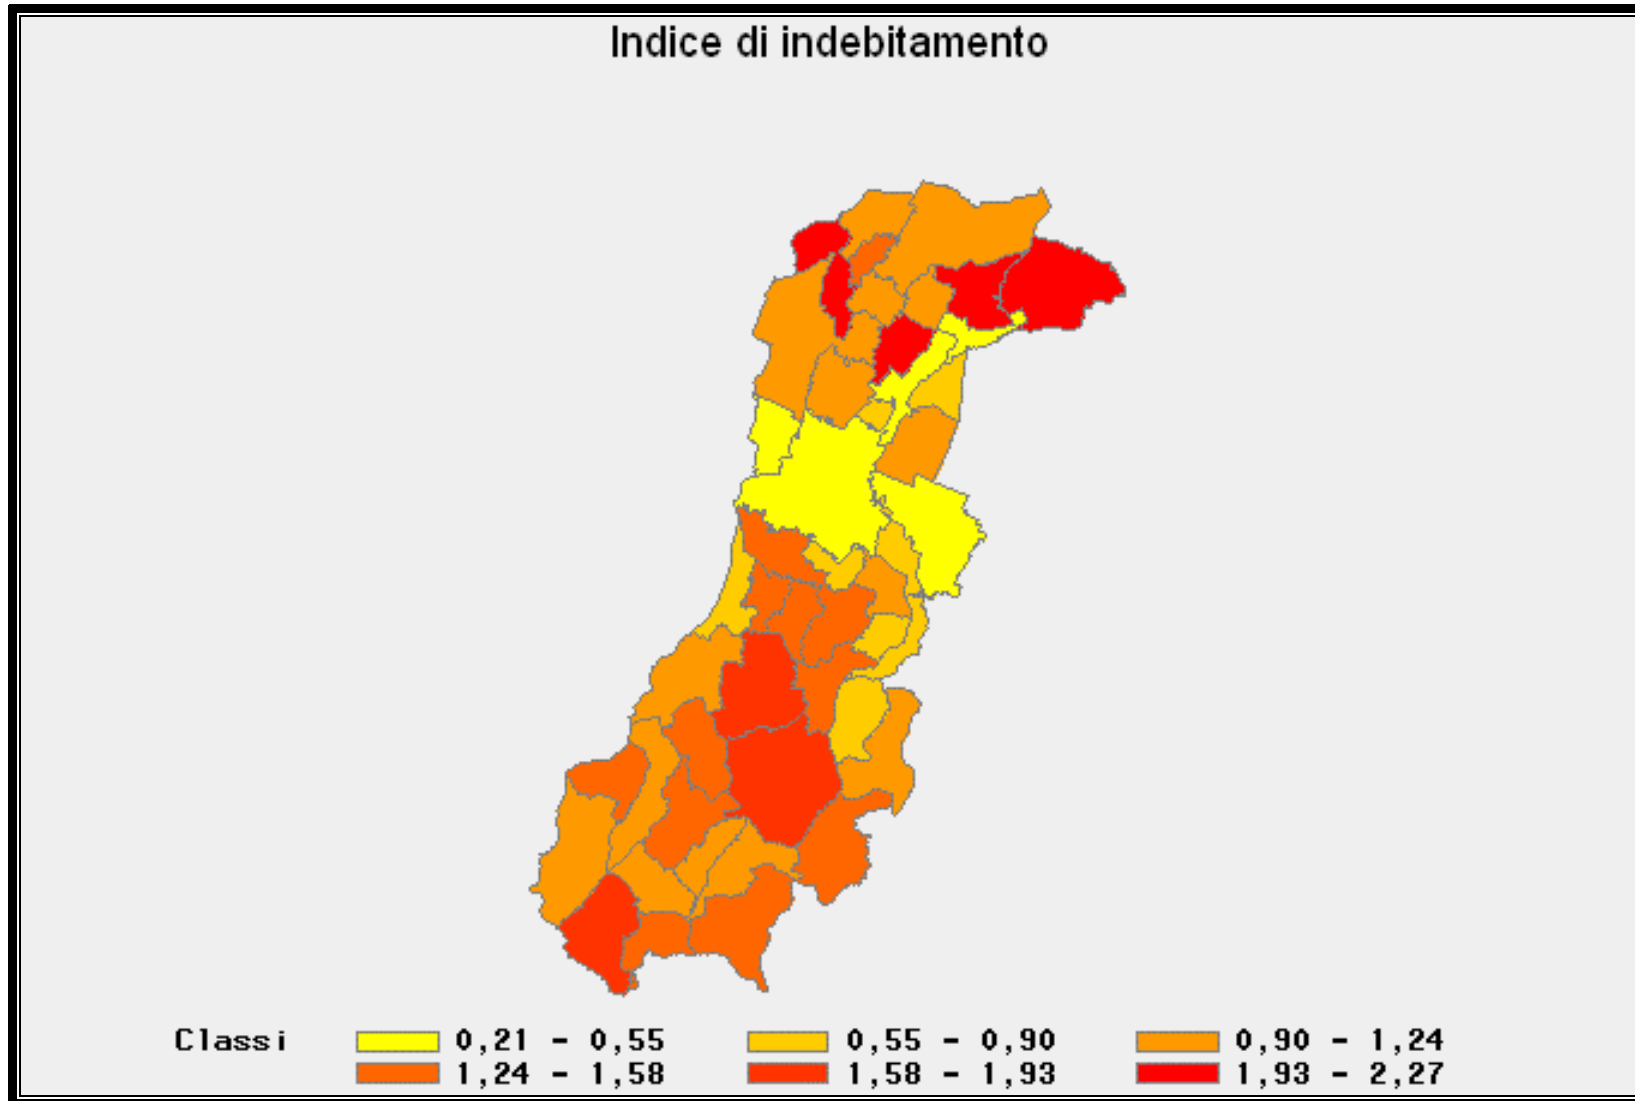 Indice di indebitamento
Classi 0,21 - 0,55 0,55 - 0,90 0,90 - 1,24
1,24 - 1,58 1,58 - 1,93 1,93 - 2,27